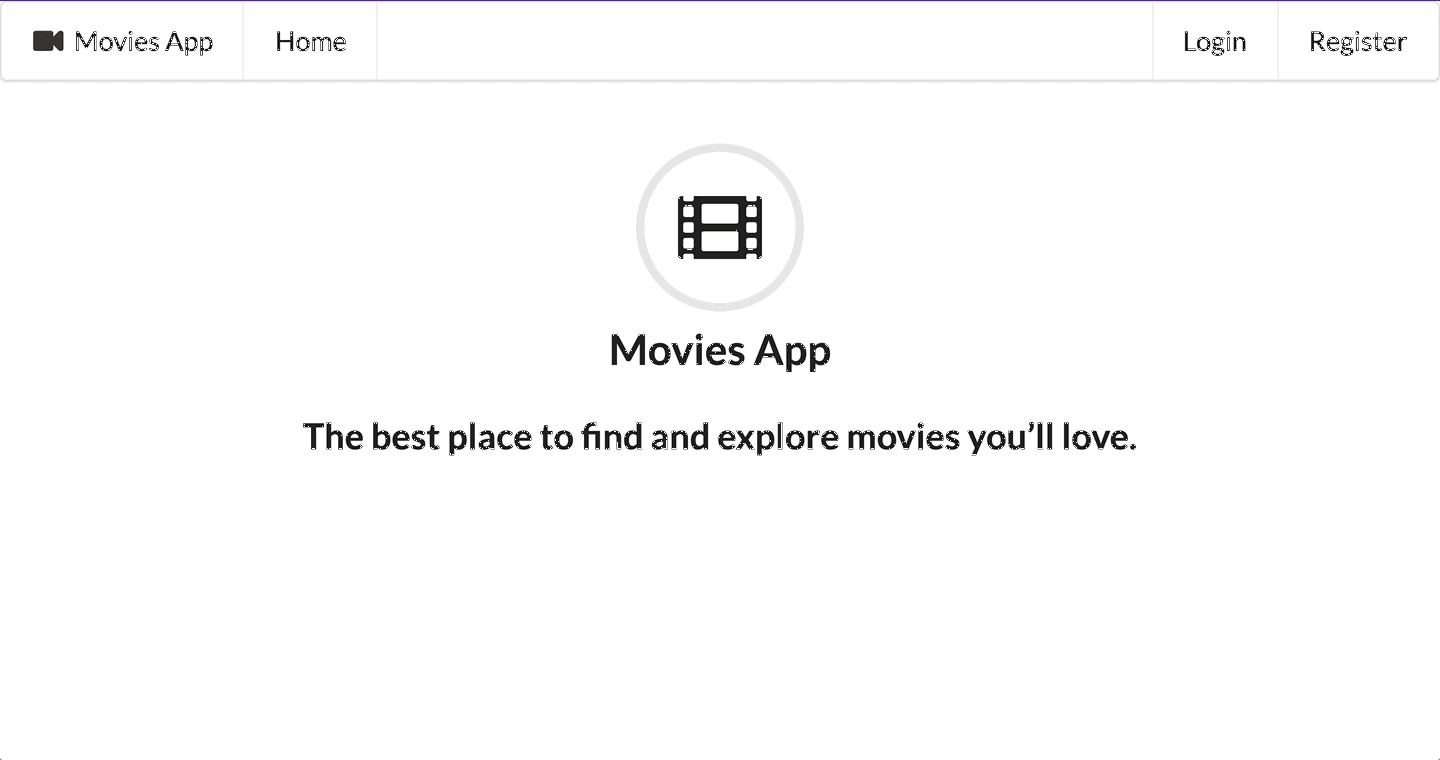 Movies App Home Login Register
Movies App
The best place to find and explore movies you’ll love.